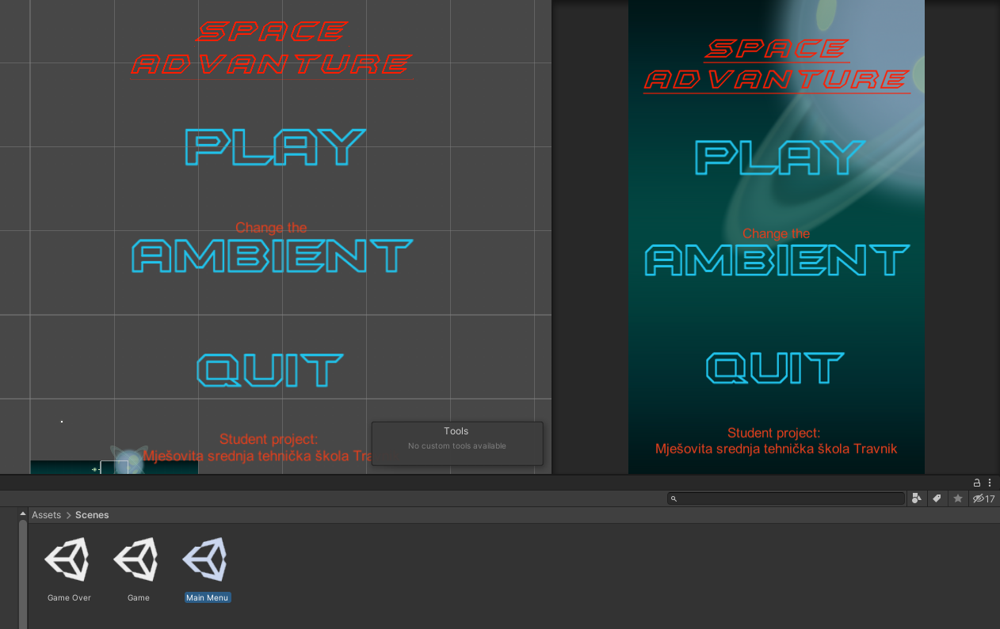 SPACE
ADVANTURE
PLAY
Change the
AMBIENT
QUIT
Student project:
Mješovita srednja tehnička škola Tra
Tools
No custom tools available
SPACE
ADVANTURE
PLAY
Change the
AMBIENT
QUIT
Student project:
Mješovita srednja tehnička škola Travnik
17
Assets > Scenes
Game Over
Game
Main Menu